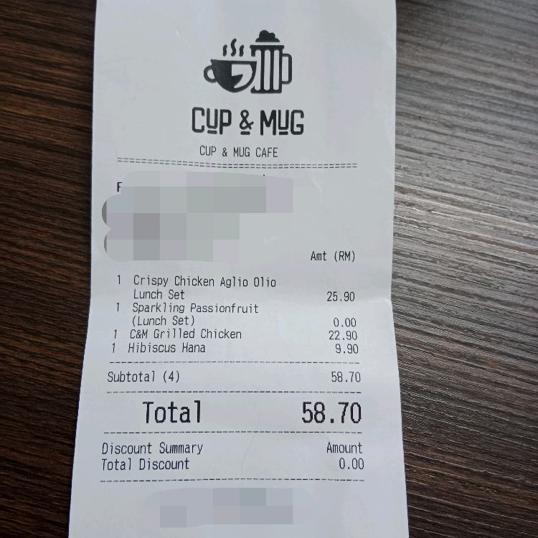 CUP & MUG
CUP & MUG CAFE
Amt (RM)
1 Crispy Chicken Aglio Olio
Lunch Set 25.90
1 Sparkling Passionfruit
(Lunch Set) 0.00
1 C&M Grilled Chicken 22.90
1 Hibiscus Hana 9.90
Subtotal (4) 58.70
Total 58.70
Discount Summary Amount
Total Discount 0.00